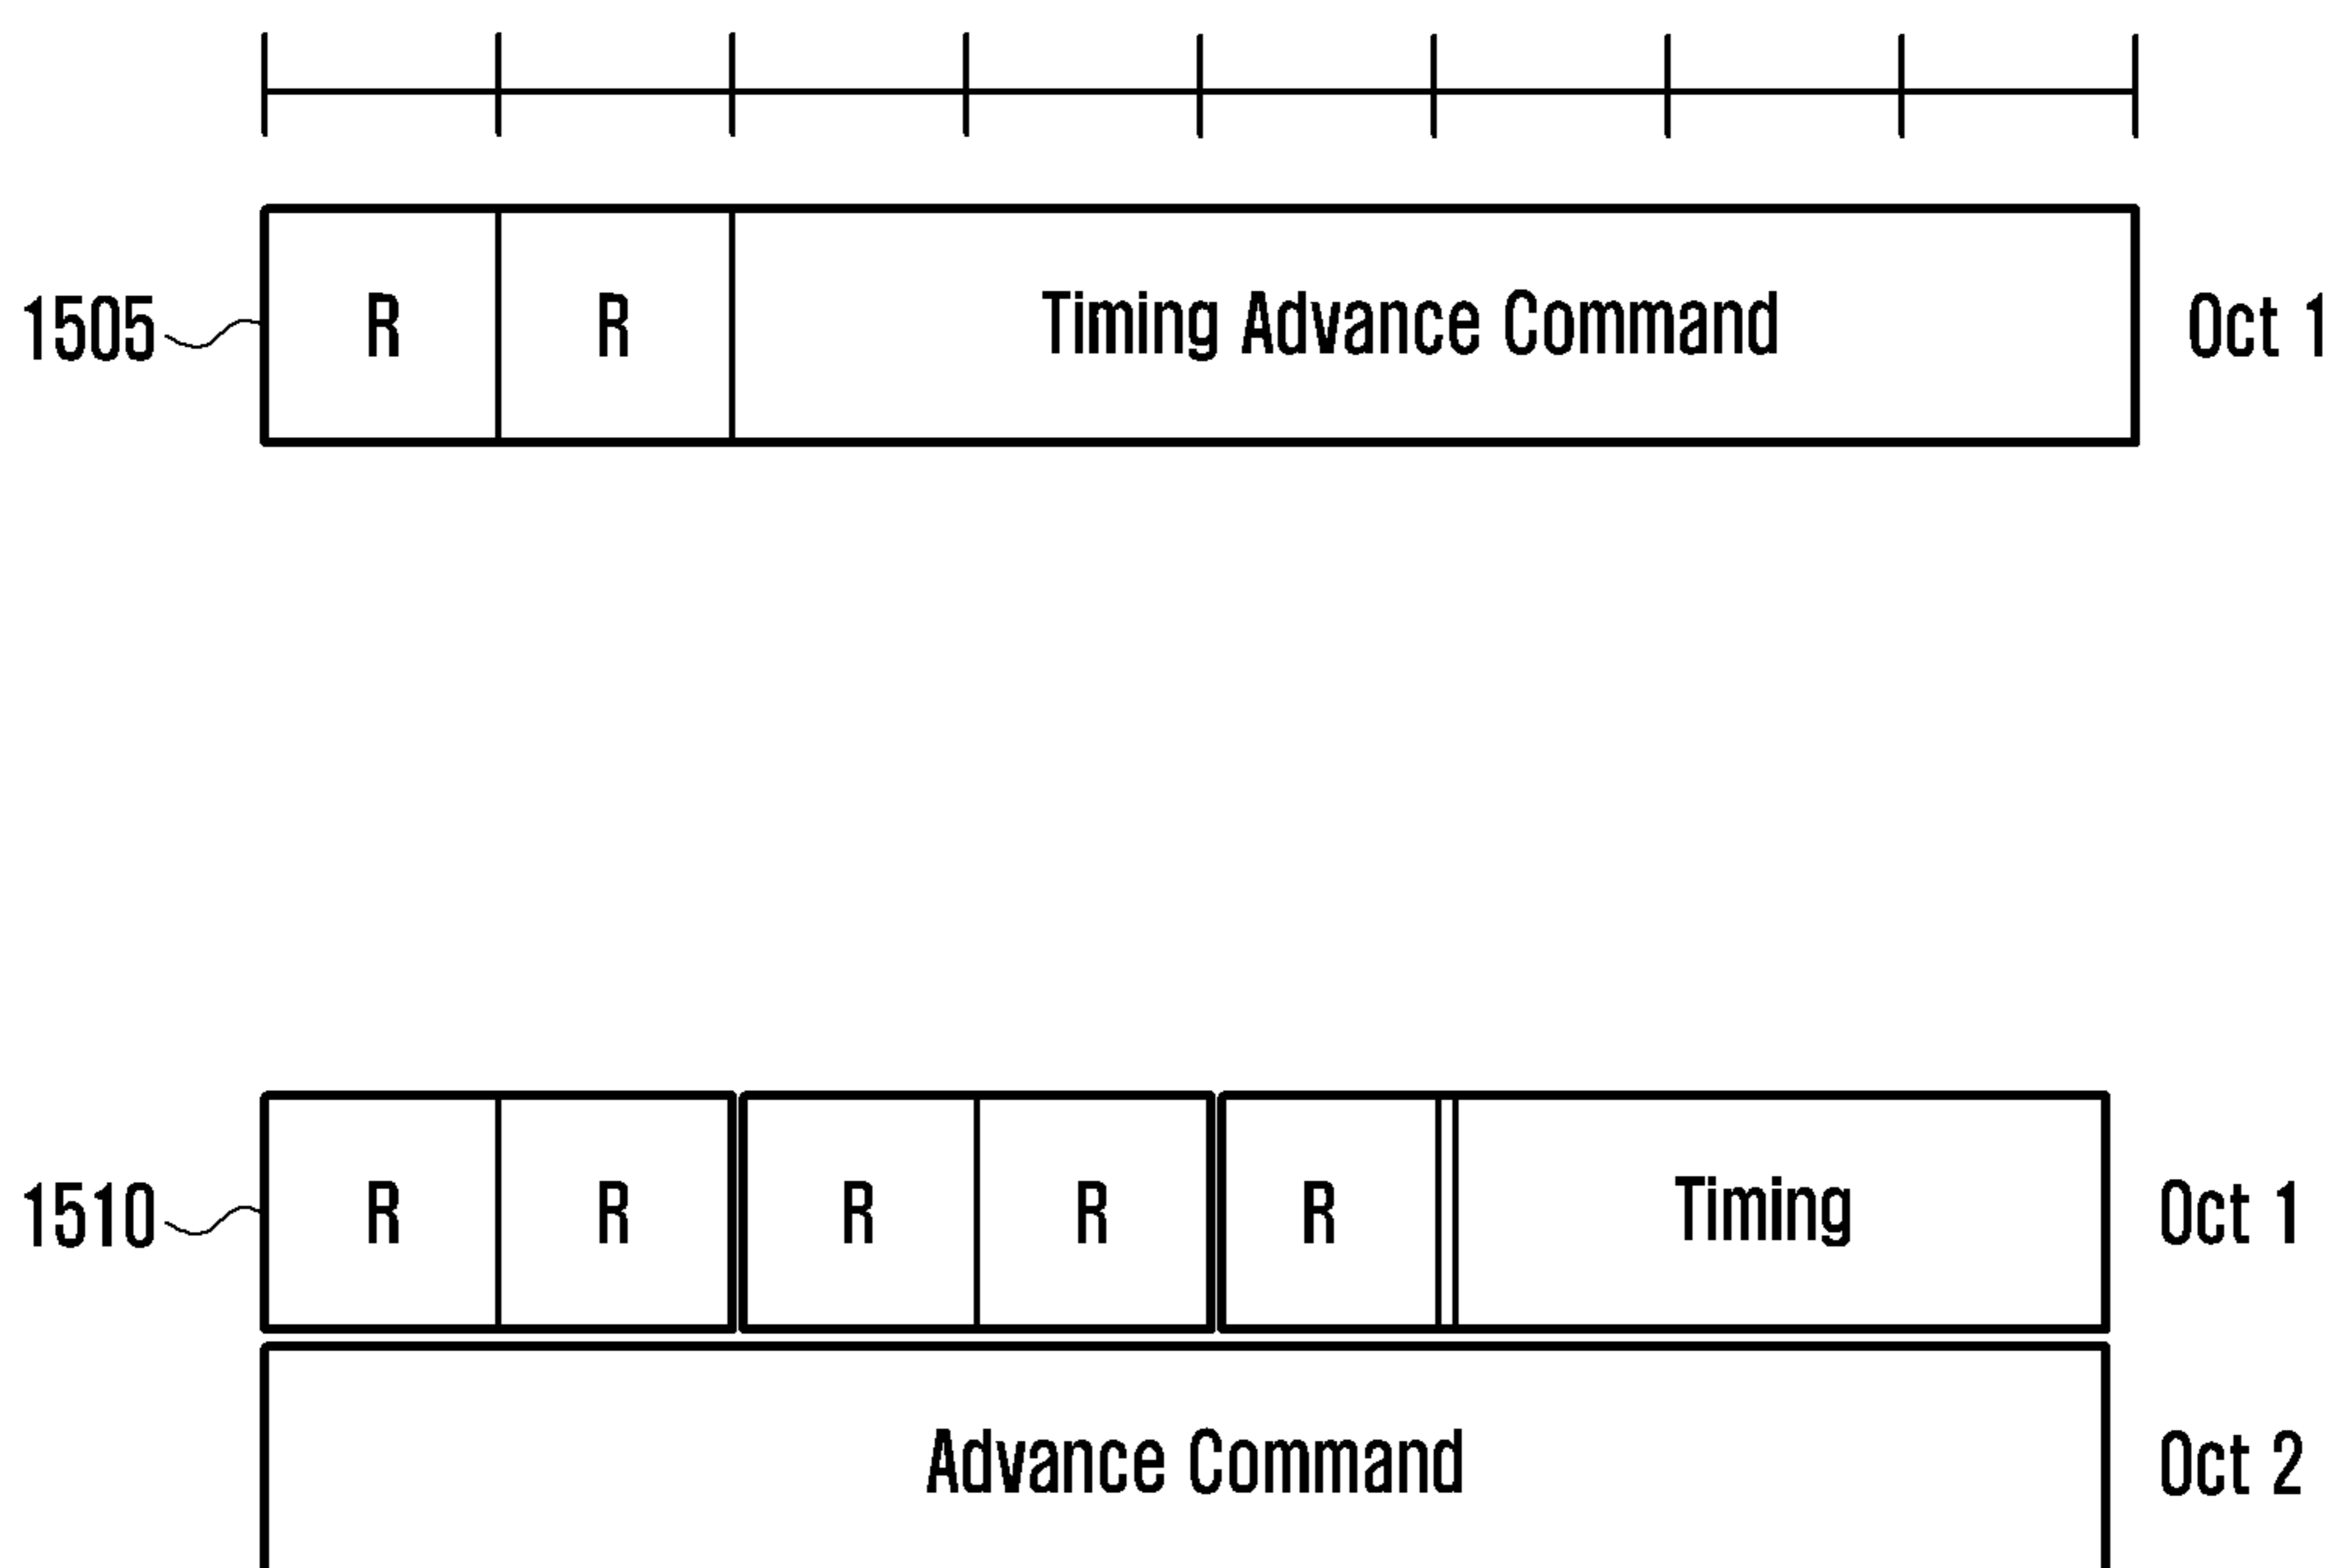 1505 R R Timing Advance Command Oct 1
1510 R R R R R Timing Oct 1
Advance Command Oct 2